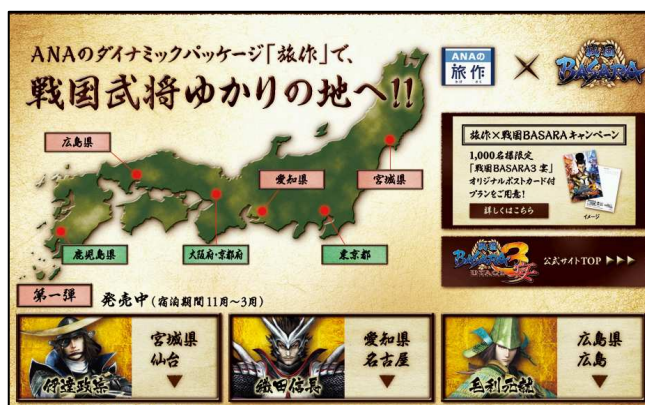 ANAのダイナミックパッケージ「旅作」で、
戦国武将ゆかりの地へ!!
ANAの
旅作
たび さく
×
戦国
BASARA
広島県
愛知県
宮城県
鹿児島県
大阪府・京都府
東京都
旅作×戦国BASARAキャンペーン
1,000名様限定
「戦国BASARA3 宴」
オリジナルポストカード付
プランをご用意!
詳しくはこちら
イメージ
戦国
BASARA3
宴
公式サイトTOP ▶▶▶
第一弾
発売中(宿泊期間11月~3月)
伊達政宗
宮城県
仙台
織田信長
愛知県
名古屋
毛利元就
広島県
広島